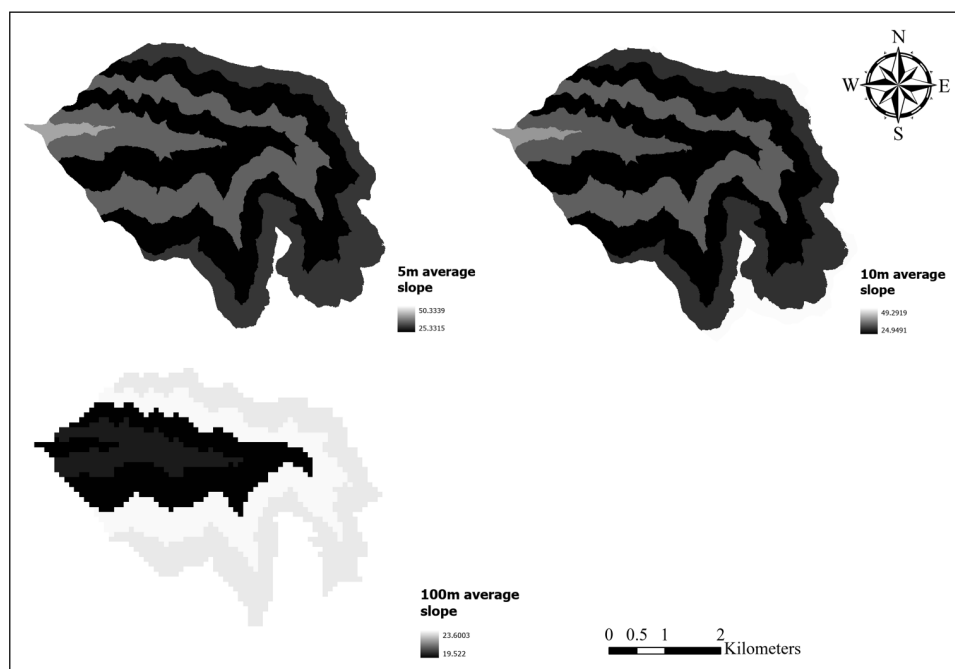 N
W E
S
5m average
slope
50.3339
25.3315
10m average
slope
49.2919
24.9491
100m average
slope
23.6003
19.522
0 0.5 1 2
Kilometers